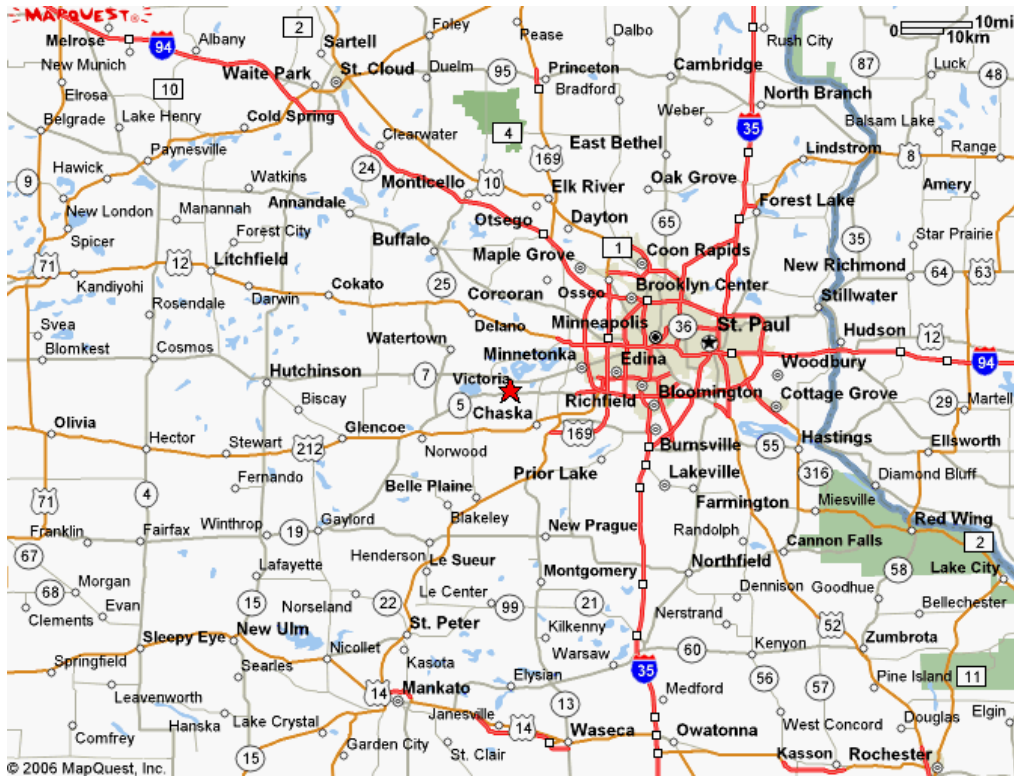 MAPQUEST
10mi
0
10km
Melrose
94
Albany
2
Sartell
Foley
Pease
Dalbo
Rush City
87
Luck
48
New Munich
10
Waite Park
St. Cloud
Duelm
95
Princeton
Bradford
Cambridge
Elrosa
Lake Henry
Cold Spring
Weber
North Branch
Belgrade
4
East Bethel
35
Balsam Lake
Clearwater
169
Lindstrom
8
Range
Paynesville
Hawick
9
Watkins
24
Monticello
10
Elk River
Oak Grove
Amery
New London
Manannah
Annandale
Otsego
Dayton
65
Forest Lake
Spicer
Forest City
Buffalo
1
Coon Rapids
35
Star Prairie
71
12
Litchfield
Maple Grove
New Richmond
64
63
Kandiyohi
Darwin
Cokato
25
Corcoran
Osseo
Brooklyn Center
Rosendale
Delano
Minneapolis
36
St. Paul
Stillwater
Svea
Watertown
Hudson
12
Blomkest
Cosmos
Minnetonka
Edina
Woodbury
94
Hutchinson
7
Victoria
Bloomington
Cottage Grove
Biscay
5
Chaska
Richfield
29
Martell
Olivia
Glencoe
169
Hector
Stewart
212
Norwood
Burnsville
55
Hastings
Ellsworth
Fernando
Prior Lake
Lakeville
316
Diamond Bluff
71
4
Belle Plaine
Farmington
Miesville
Franklin
Fairfax
Winthrop
19
Gaylord
Blakeley
New Prague
Randolph
Red Wing
67
Henderson
Cannon Falls
2
Lafayette
Le Sueur
Montgomery
Northfield
58
Lake City
Morgan
68
Evan
Clements
15
Norseland
22
Le Center
99
21
Dennison
Goodhue
Nerstrand
Bellechester
Sleepy Eye
New Ulm
St. Peter
Kilkenny
52
Zumbrota
Springfield
Searles
Nicollet
Kasota
Warsaw
35
60
Kenyon
Leavenworth
14
Mankato
Elysian
Medford
56
57
Pine Island
11
Hanska
Lake Crystal
Janesville
14
13
West Concord
Douglas
Elgin
Comfrey
15
Garden City
St. Clair
Waseca
Owatonna
Kasson
Rochester
© 2006 MapQuest, Inc.